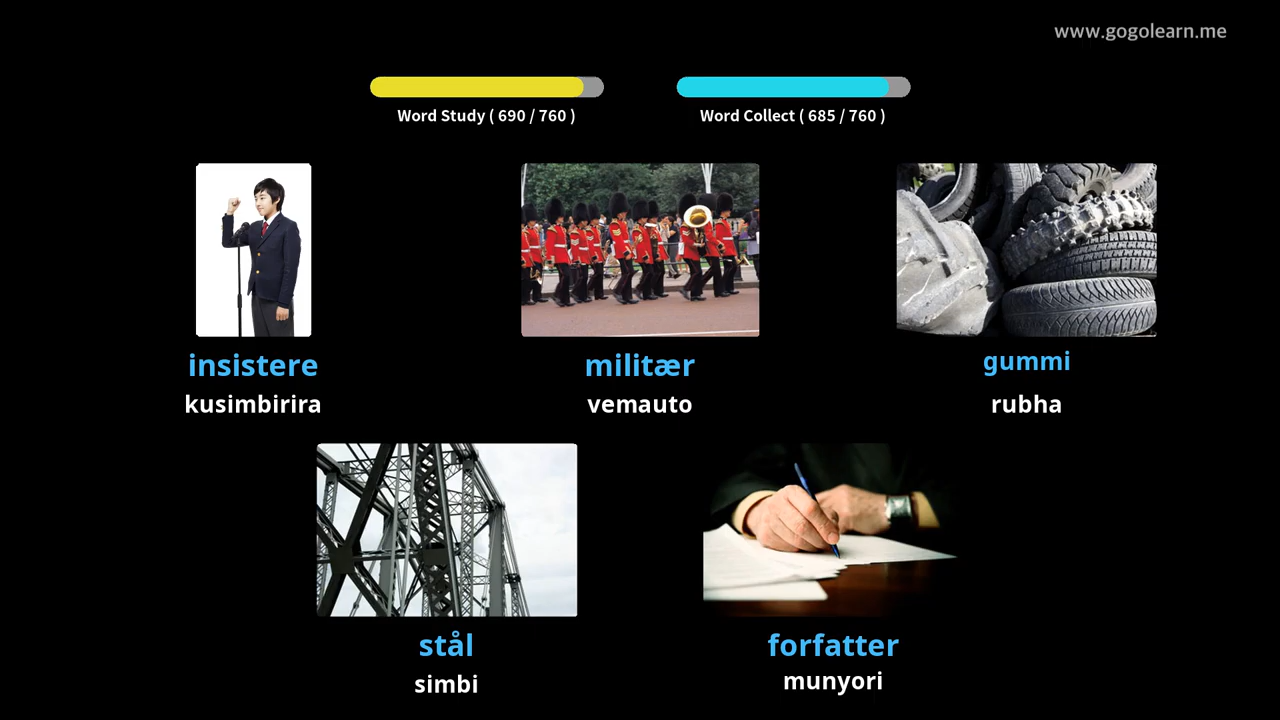 www.gogolearn.me
Word Study ( 690 / 760 )
Word Collect ( 685 / 760 )
insistere
kusimbirira
militær
vemauto
gummi
rubha
stål
simbi
forfatter
munyori